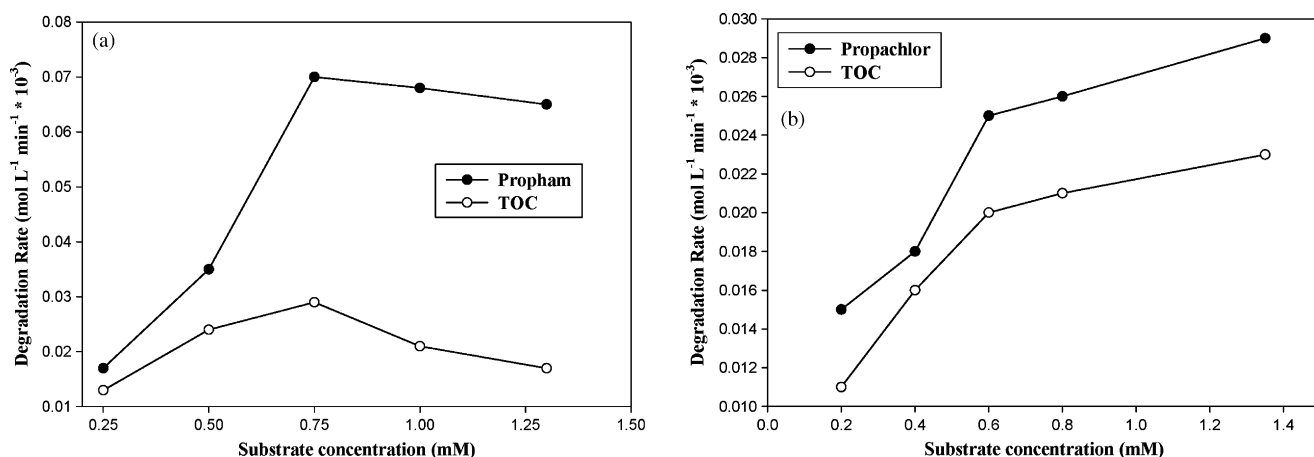 (a)
Degradation Rate (mol L⁻¹ min⁻¹ * 10⁻³)
0.08
0.07
0.06
0.05
0.04
0.03
0.02
0.01
Propham
TOC
0.25 0.50 0.75 1.00 1.25 1.50
Substrate concentration (mM)
(b)
Degradation Rate (mol L⁻¹ min⁻¹ * 10⁻³)
0.030
0.028
0.026
0.024
0.022
0.020
0.018
0.016
0.014
0.012
0.010
Propachlor
TOC
0.0 0.2 0.4 0.6 0.8 1.0 1.2 1.4
Substrate concentration (mM)